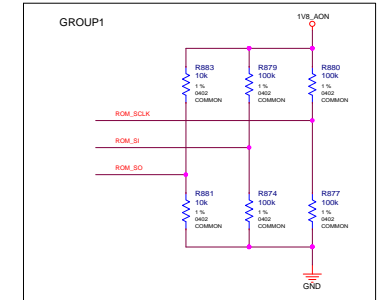 GROUP1
1V8_AON
R883
10k
1 %
0402
COMMON
R879
100k
1 %
0402
COMMON
R880
100k
1 %
0402
COMMON
ROM_SCLK
ROM_SI
ROM_SO
R881
10k
1 %
0402
COMMON
R874
100k
1 %
0402
COMMON
R877
100k
1 %
0402
COMMON
GND